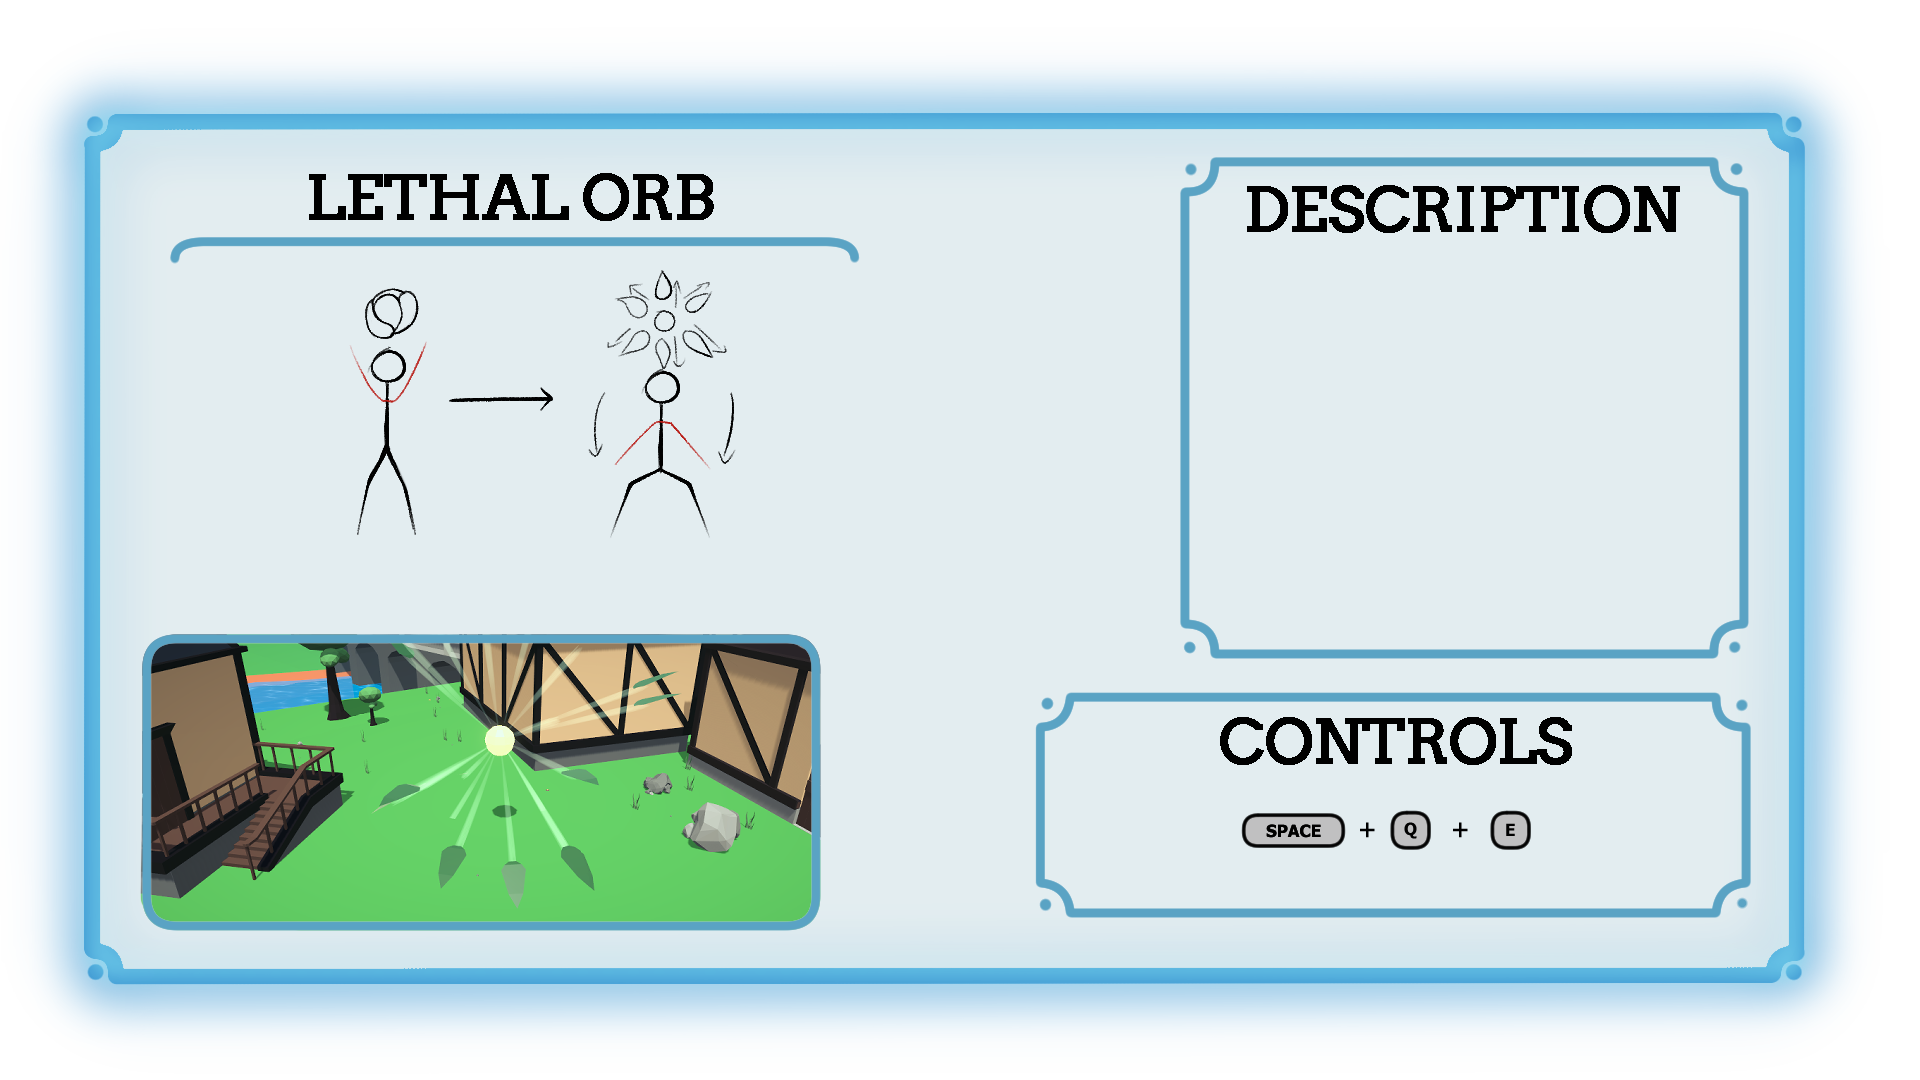 LETHAL ORB
DESCRIPTION
CONTROLS
SPACE + Q + E